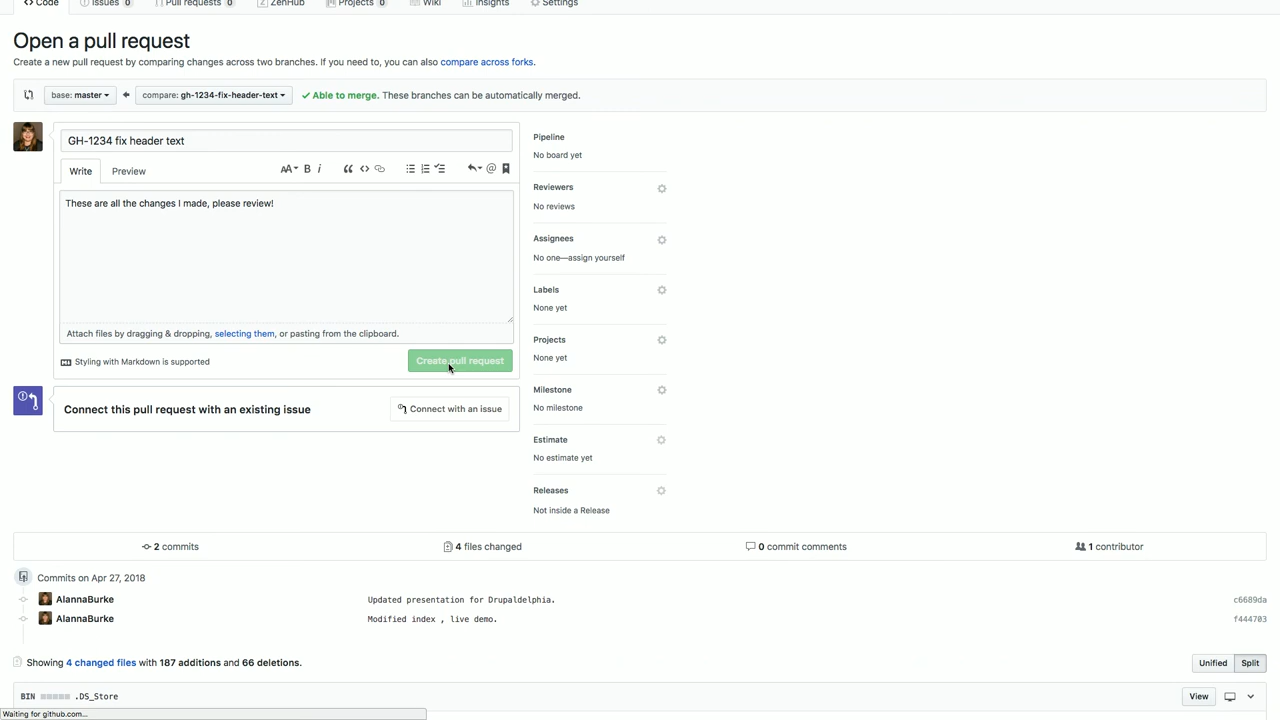 Code Issues 0 Pull requests 0 ZenHub Projects 0 Wiki Insights Settings
Open a pull request
Create a new pull request by comparing changes across two branches. If you need to, you can also compare across forks.
base: master compare: gh-1234-fix-header-text Able to merge. These branches can be automatically merged.
GH-1234 fix header text
Write Preview AA B i @
These are all the changes I made, please review!
Attach files by dragging & dropping, selecting them, or pasting from the clipboard.
Styling with Markdown is supported Create pull request
Connect this pull request with an existing issue Connect with an issue
Pipeline
No board yet
Reviewers
No reviews
Assignees
No one—assign yourself
Labels
None yet
Projects
None yet
Milestone
No milestone
Estimate
No estimate yet
Releases
Not inside a Release
2 commits 4 files changed 0 commit comments 1 contributor
Commits on Apr 27, 2018
AlannaBurke Updated presentation for Drupaldelphia. c6689da
AlannaBurke Modified index , live demo. f444703
Showing 4 changed files with 187 additions and 66 deletions. Unified Split
BIN .DS_Store View
Waiting for github.com...